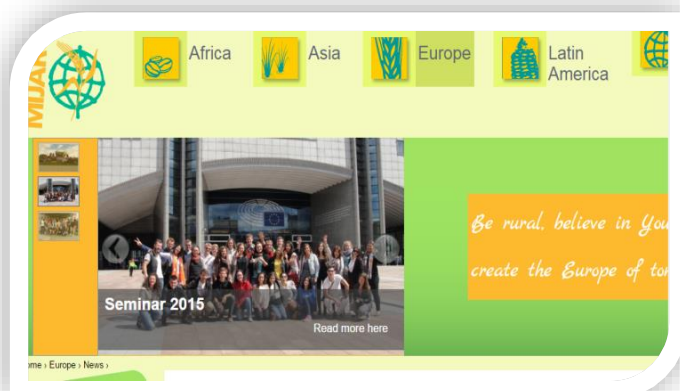 MIJARC
Africa
Asia
Europe
Latin
America
Be rural, believe in You
create the Europe of to
Seminar 2015
Read more here
ome › Europe › News ›